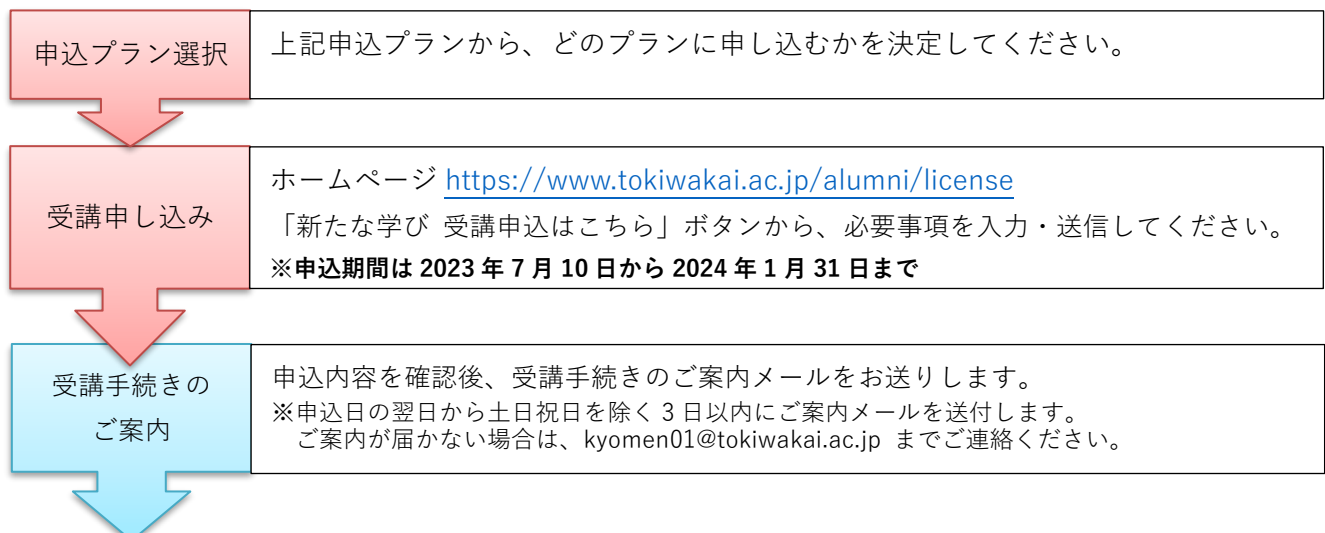 申込プラン選択
上記申込プランから、どのプランに申し込むかを決定してください。
受講申し込み
ホームページ https://www.tokiwakai.ac.jp/alumni/license
「新たな学び 受講申込はこちら」ボタンから、必要事項を入力・送信してください。
※申込期間は 2023 年 7 月 10 日から 2024 年 1 月 31 日まで
受講手続きの
ご案内
申込内容を確認後、受講手続きのご案内メールをお送りします。
※申込日の翌日から土日祝日を除く 3 日以内にご案内メールを送付します。
ご案内が届かない場合は、kyomen01@tokiwakai.ac.jp までご連絡ください。